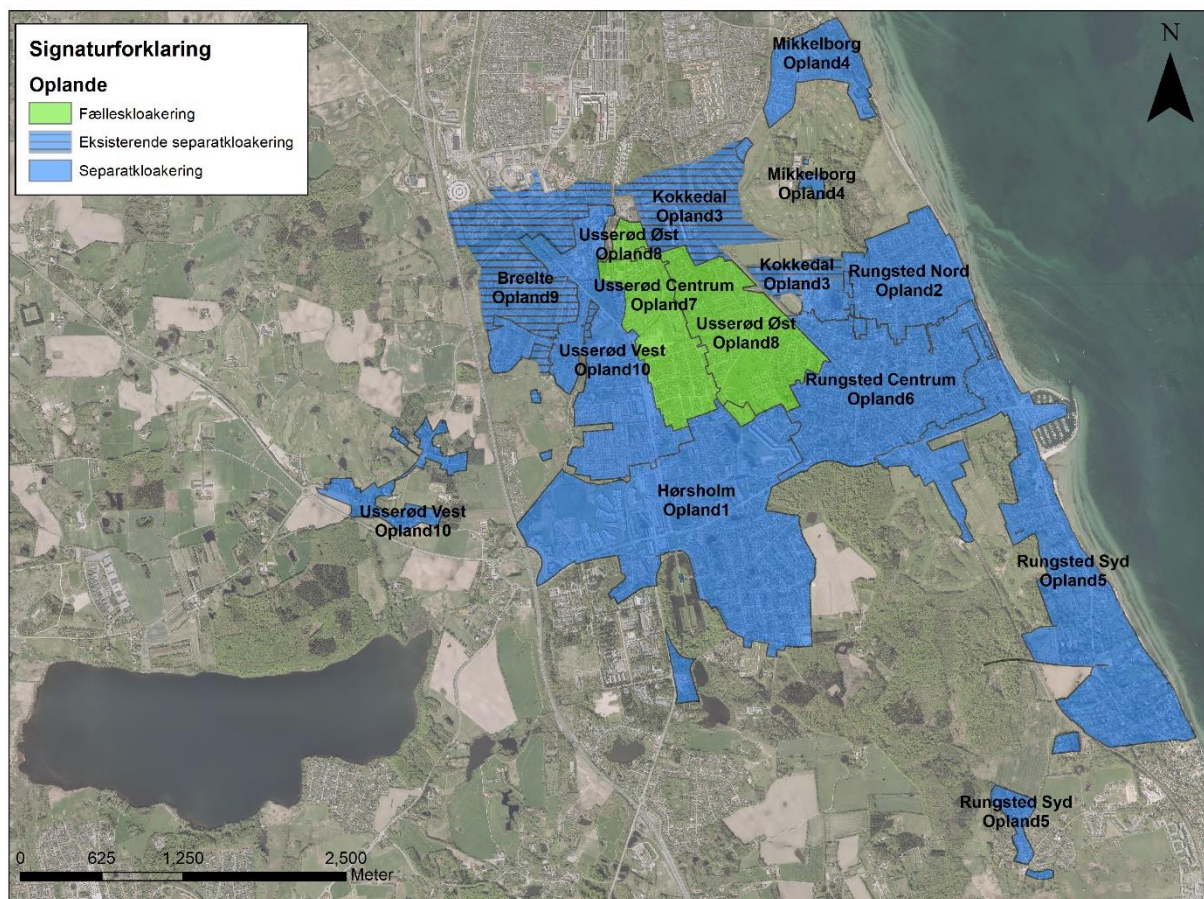 Signaturforklaring
Oplande
Fælleskloakering
Eksisterende separatkloakering
Separatkloakering
N
Mikkelborg
Opland4
Mikkelborg
Opland4
Kokkedal
Opland3
Usserød Øst
Opland8
Kokkedal
Opland3
Rungsted Nord
Opland2
Breelte
Opland9
Usserød Centrum
Opland7
Usserød Øst
Opland8
Usserød Vest
Opland10
Rungsted Centrum
Opland6
Hørsholm
Opland1
Usserød Vest
Opland10
Rungsted Syd
Opland5
Rungsted Syd
Opland5
0 625 1,250 2,500
Meter